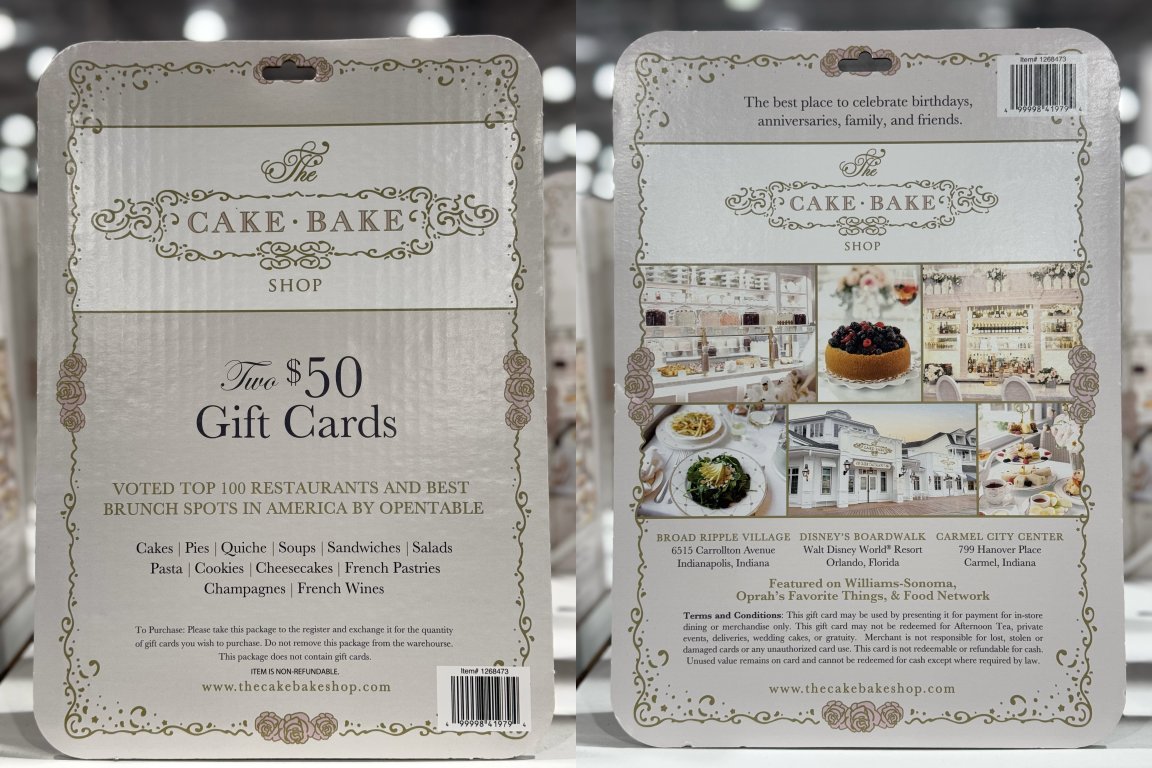 The
CAKE · BAKE
SHOP
Two $50
Gift Cards
VOTED TOP 100 RESTAURANTS AND BEST
BRUNCH SPOTS IN AMERICA BY OPENTABLE
Cakes | Pies | Quiche | Soups | Sandwiches | Salads
Pasta | Cookies | Cheesecakes | French Pastries
Champagnes | French Wines
To Purchase: Please take this package to the register and exchange it for the quantity
of gift cards you wish to purchase. Do not remove this package from the warehourse.
This package does not contain gift cards.
ITEM IS NON-REFUNDABLE.
www.thecakebakeshop.com
Item# 1268473
4 99998 41979 4
Item# 1268473
4 99998 41979 4
The best place to celebrate birthdays,
anniversaries, family, and friends.
The
CAKE · BAKE
SHOP
BROAD RIPPLE VILLAGE
6515 Carrollton Avenue
Indianapolis, Indiana
DISNEY'S BOARDWALK
Walt Disney World® Resort
Orlando, Florida
CARMEL CITY CENTER
799 Hanover Place
Carmel, Indiana
Featured on Williams-Sonoma,
Oprah's Favorite Things, & Food Network
Terms and Conditions: This gift card may be used by presenting it for payment for in-store
dining or merchandise only. This gift card may not be redeemed for Afternoon Tea, private
events, deliveries, wedding cakes, or gratuity. Merchant is not responsible for lost, stolen or
damaged cards or any unauthorized card use. This card is not redeemable or refundable for cash.
Unused value remains on card and cannot be redeemed for cash except where required by law.
www.thecakebakeshop.com